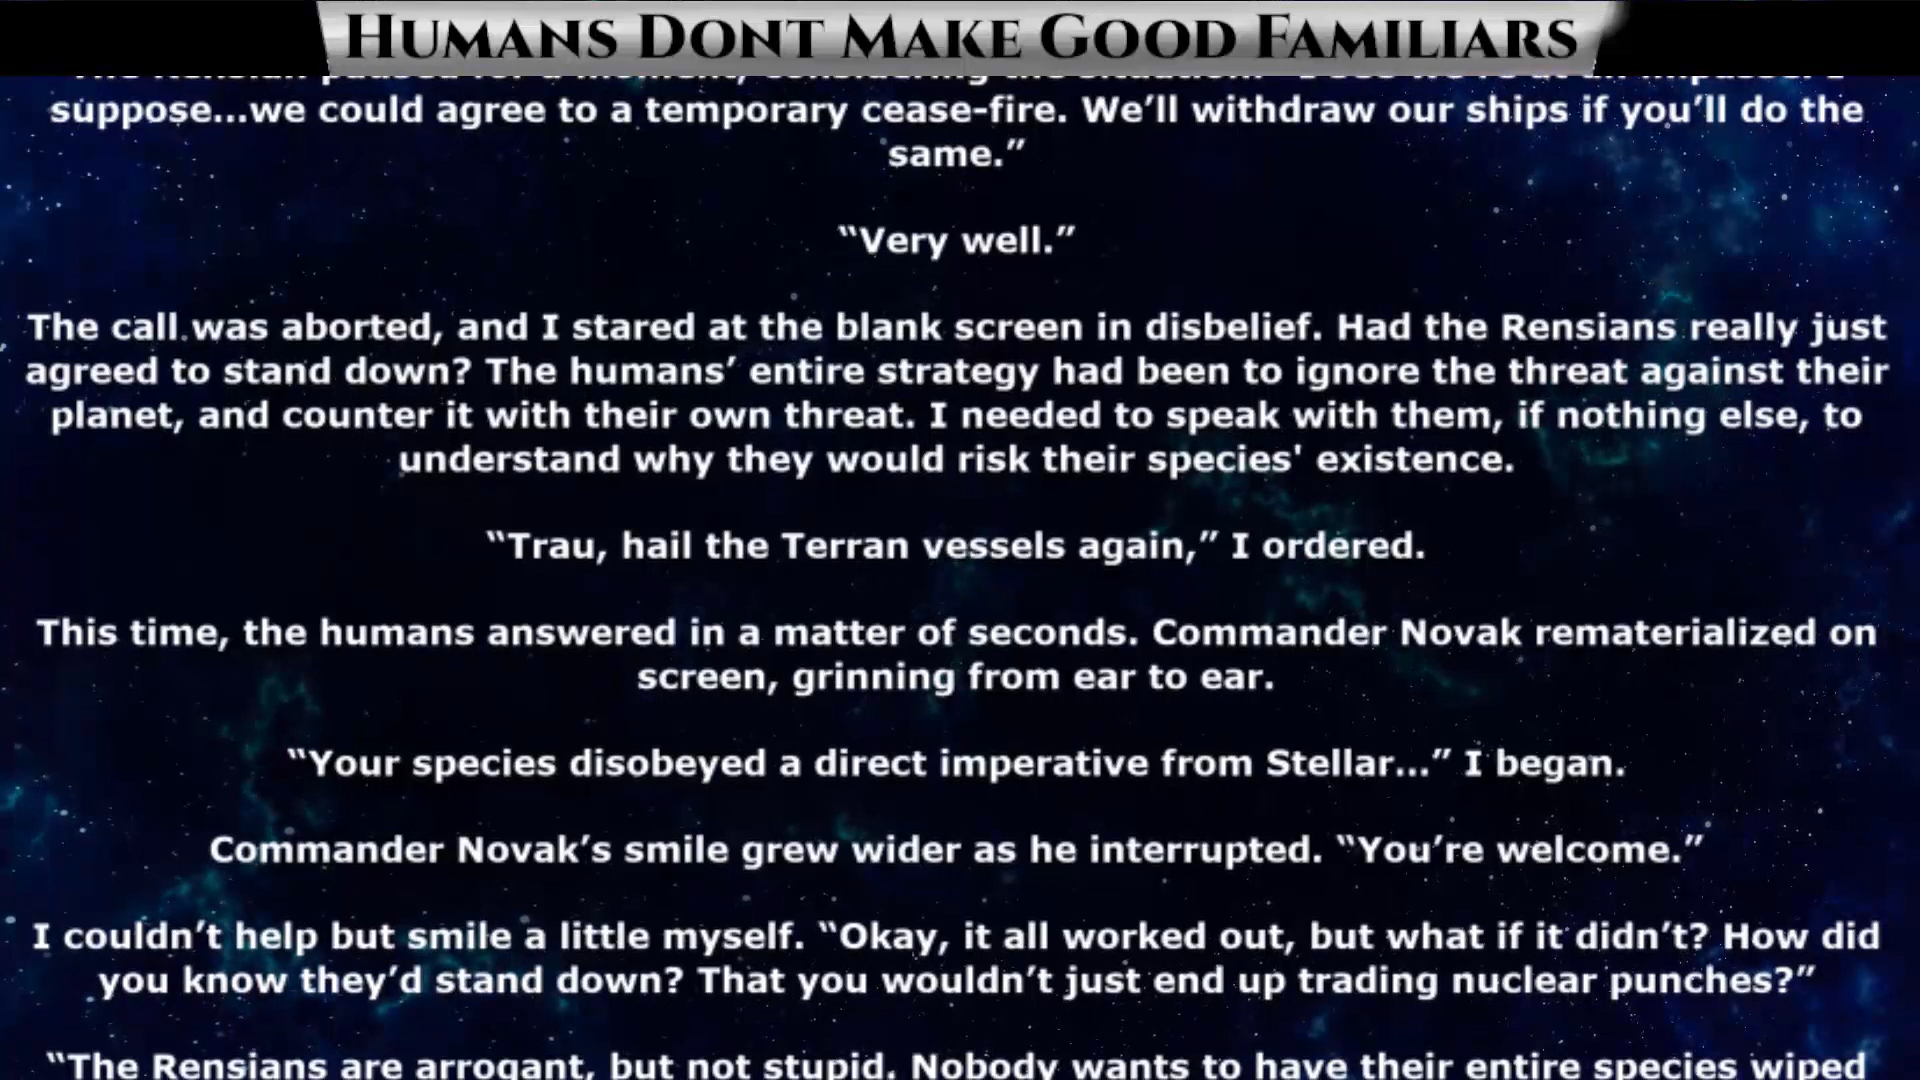 HUMANS DONT MAKE GOOD FAMILIARS
suppose...we could agree to a temporary cease-fire. We’ll withdraw our ships if you’ll do the
same.”
“Very well.”
The call was aborted, and I stared at the blank screen in disbelief. Had the Rensians really just
agreed to stand down? The humans’ entire strategy had been to ignore the threat against their
planet, and counter it with their own threat. I needed to speak with them, if nothing else, to
understand why they would risk their species' existence.
“Trau, hail the Terran vessels again,” I ordered.
This time, the humans answered in a matter of seconds. Commander Novak rematerialized on
screen, grinning from ear to ear.
“Your species disobeyed a direct imperative from Stellar...” I began.
Commander Novak’s smile grew wider as he interrupted. “You’re welcome.”
I couldn’t help but smile a little myself. “Okay, it all worked out, but what if it didn’t? How did
you know they’d stand down? That you wouldn’t just end up trading nuclear punches?”
“The Rensians are arrogant, but not stupid. Nobody wants to have their entire species wiped